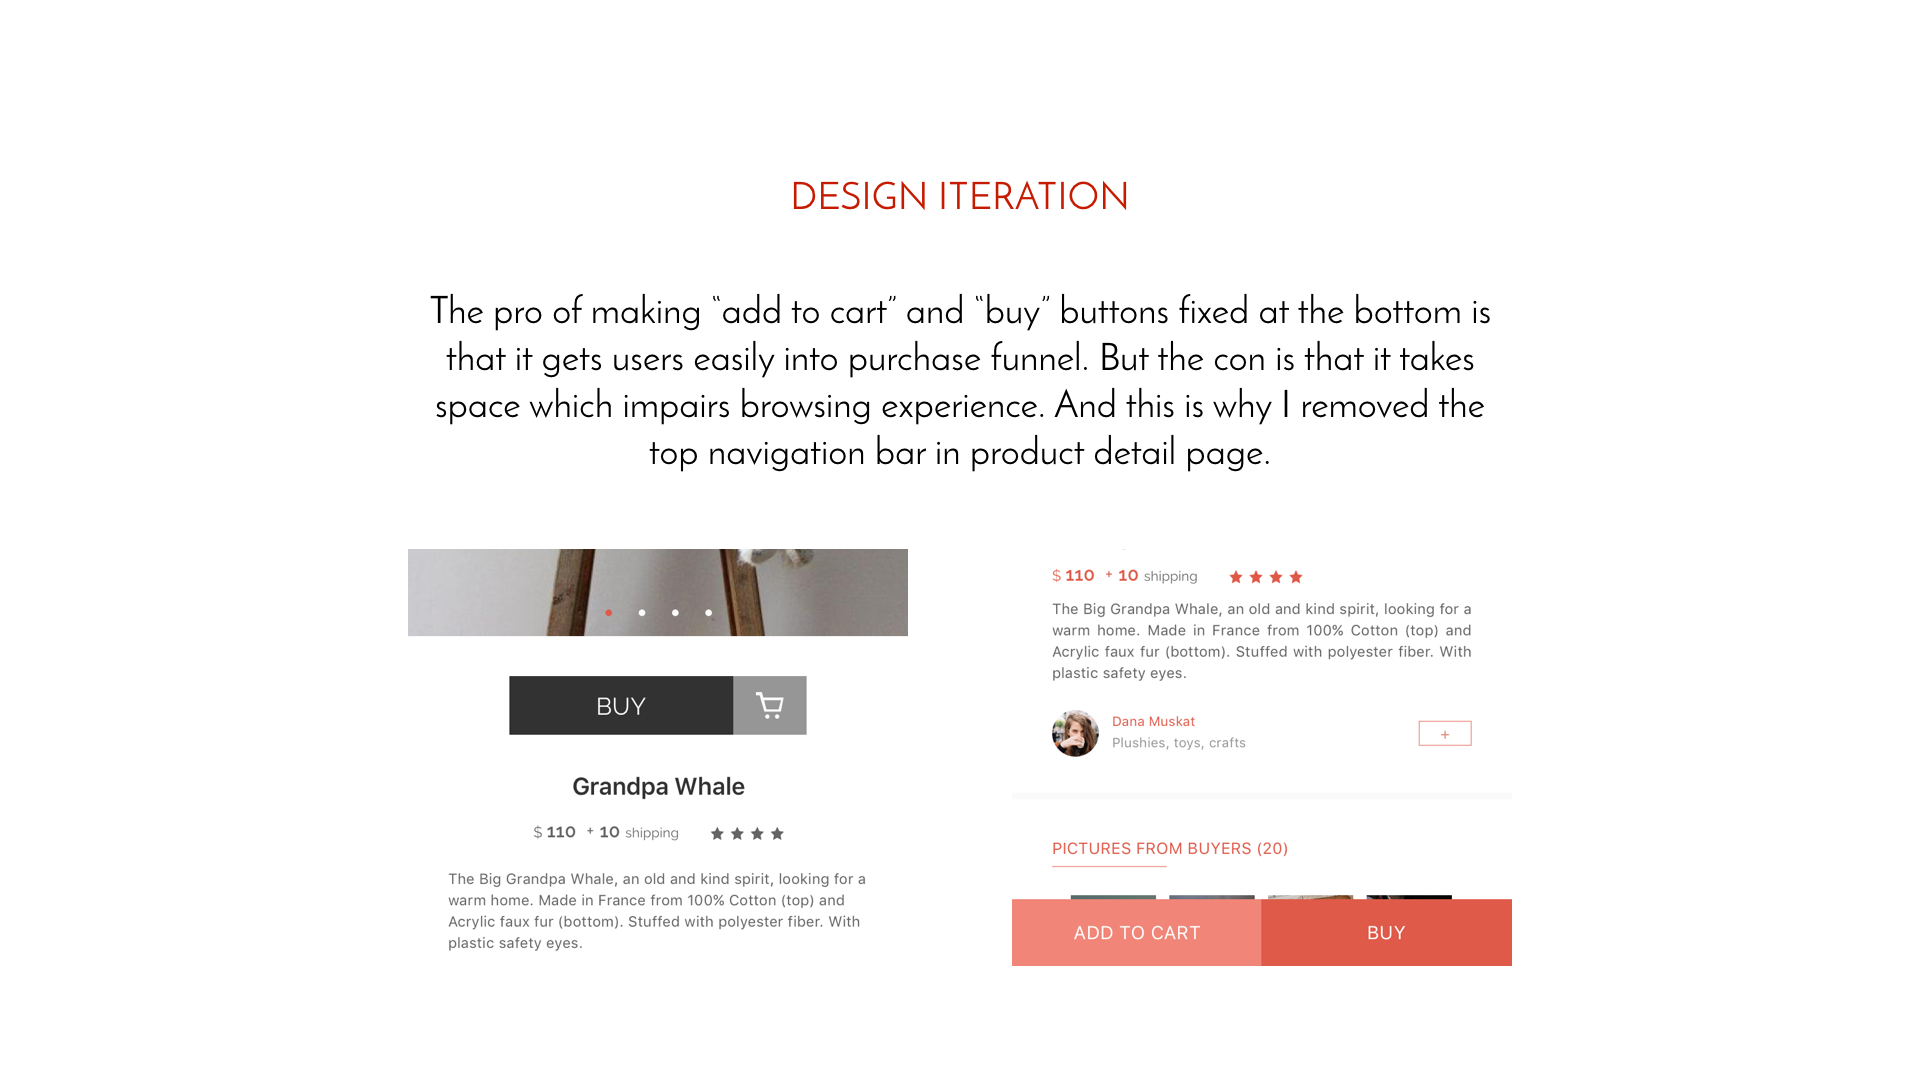 DESIGN ITERATION
The pro of making “add to cart” and “buy” buttons fixed at the bottom is
that it gets users easily into purchase funnel. But the con is that it takes
space which impairs browsing experience. And this is why I removed the
top navigation bar in product detail page.
BUY
Grandpa Whale
$ 110 + 10 shipping
The Big Grandpa Whale, an old and kind spirit, looking for a
warm home. Made in France from 100% Cotton (top) and
Acrylic faux fur (bottom). Stuffed with polyester fiber. With
plastic safety eyes.
$ 110 + 10 shipping
The Big Grandpa Whale, an old and kind spirit, looking for a
warm home. Made in France from 100% Cotton (top) and
Acrylic faux fur (bottom). Stuffed with polyester fiber. With
plastic safety eyes.
Dana Muskat
Plushies, toys, crafts
+
PICTURES FROM BUYERS (20)
ADD TO CART
BUY